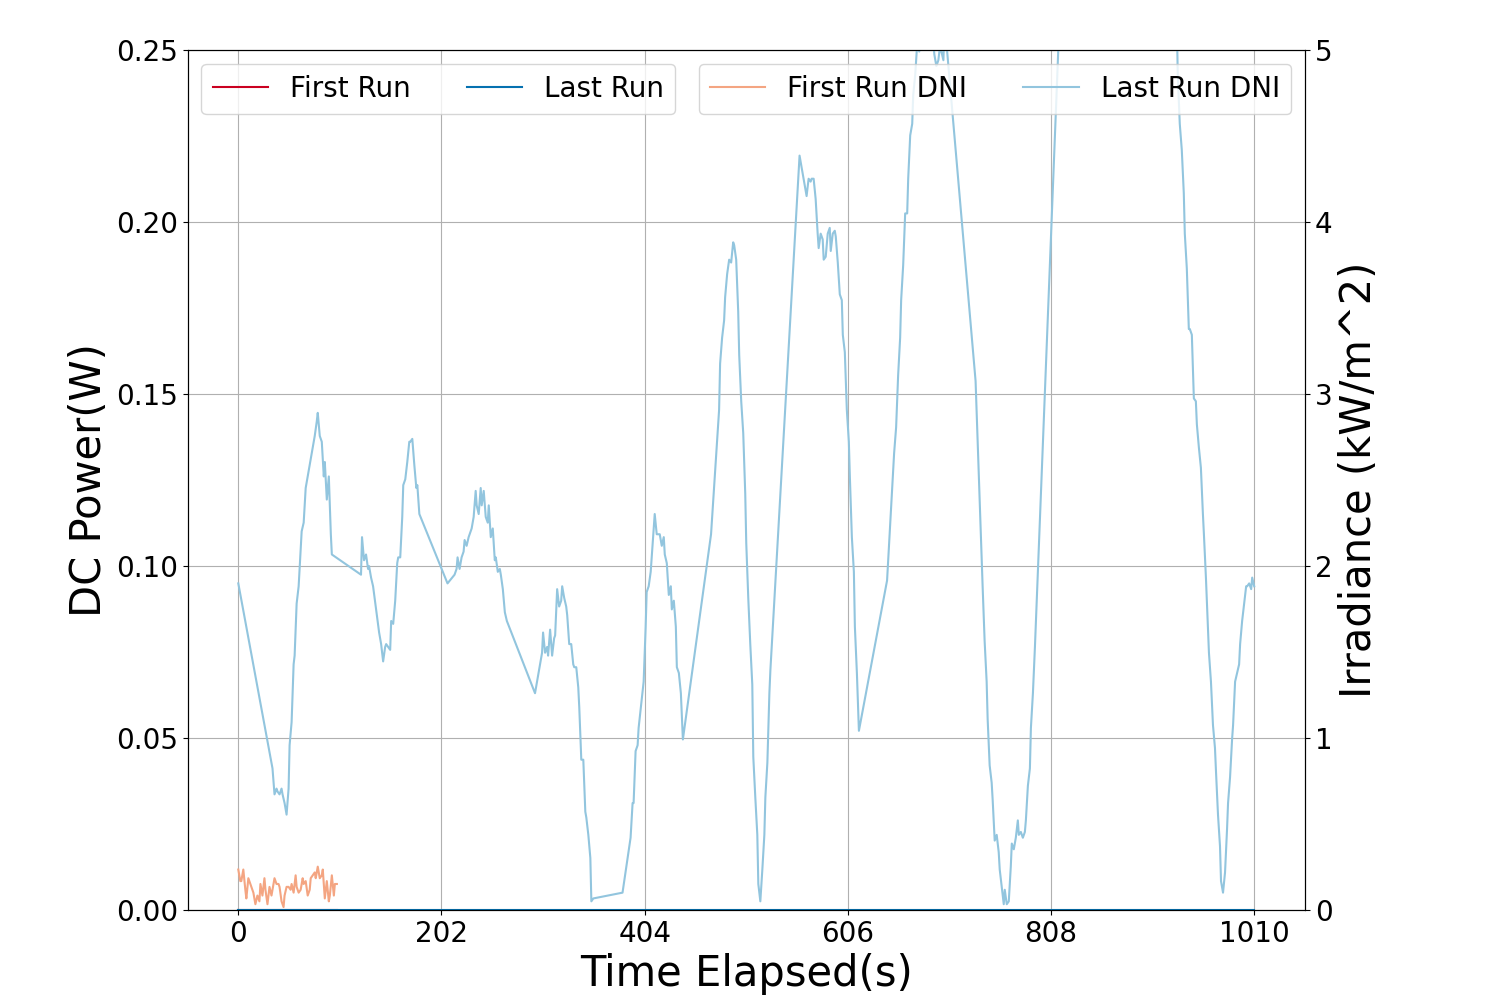 First Run Last Run First Run DNI Last Run DNI
0.25
0.20
0.15
0.10
0.05
0.00
DC Power(W)
5
4
3
2
1
0
Irradiance (kW/m^2)
0 202 404 606 808 1010
Time Elapsed(s)